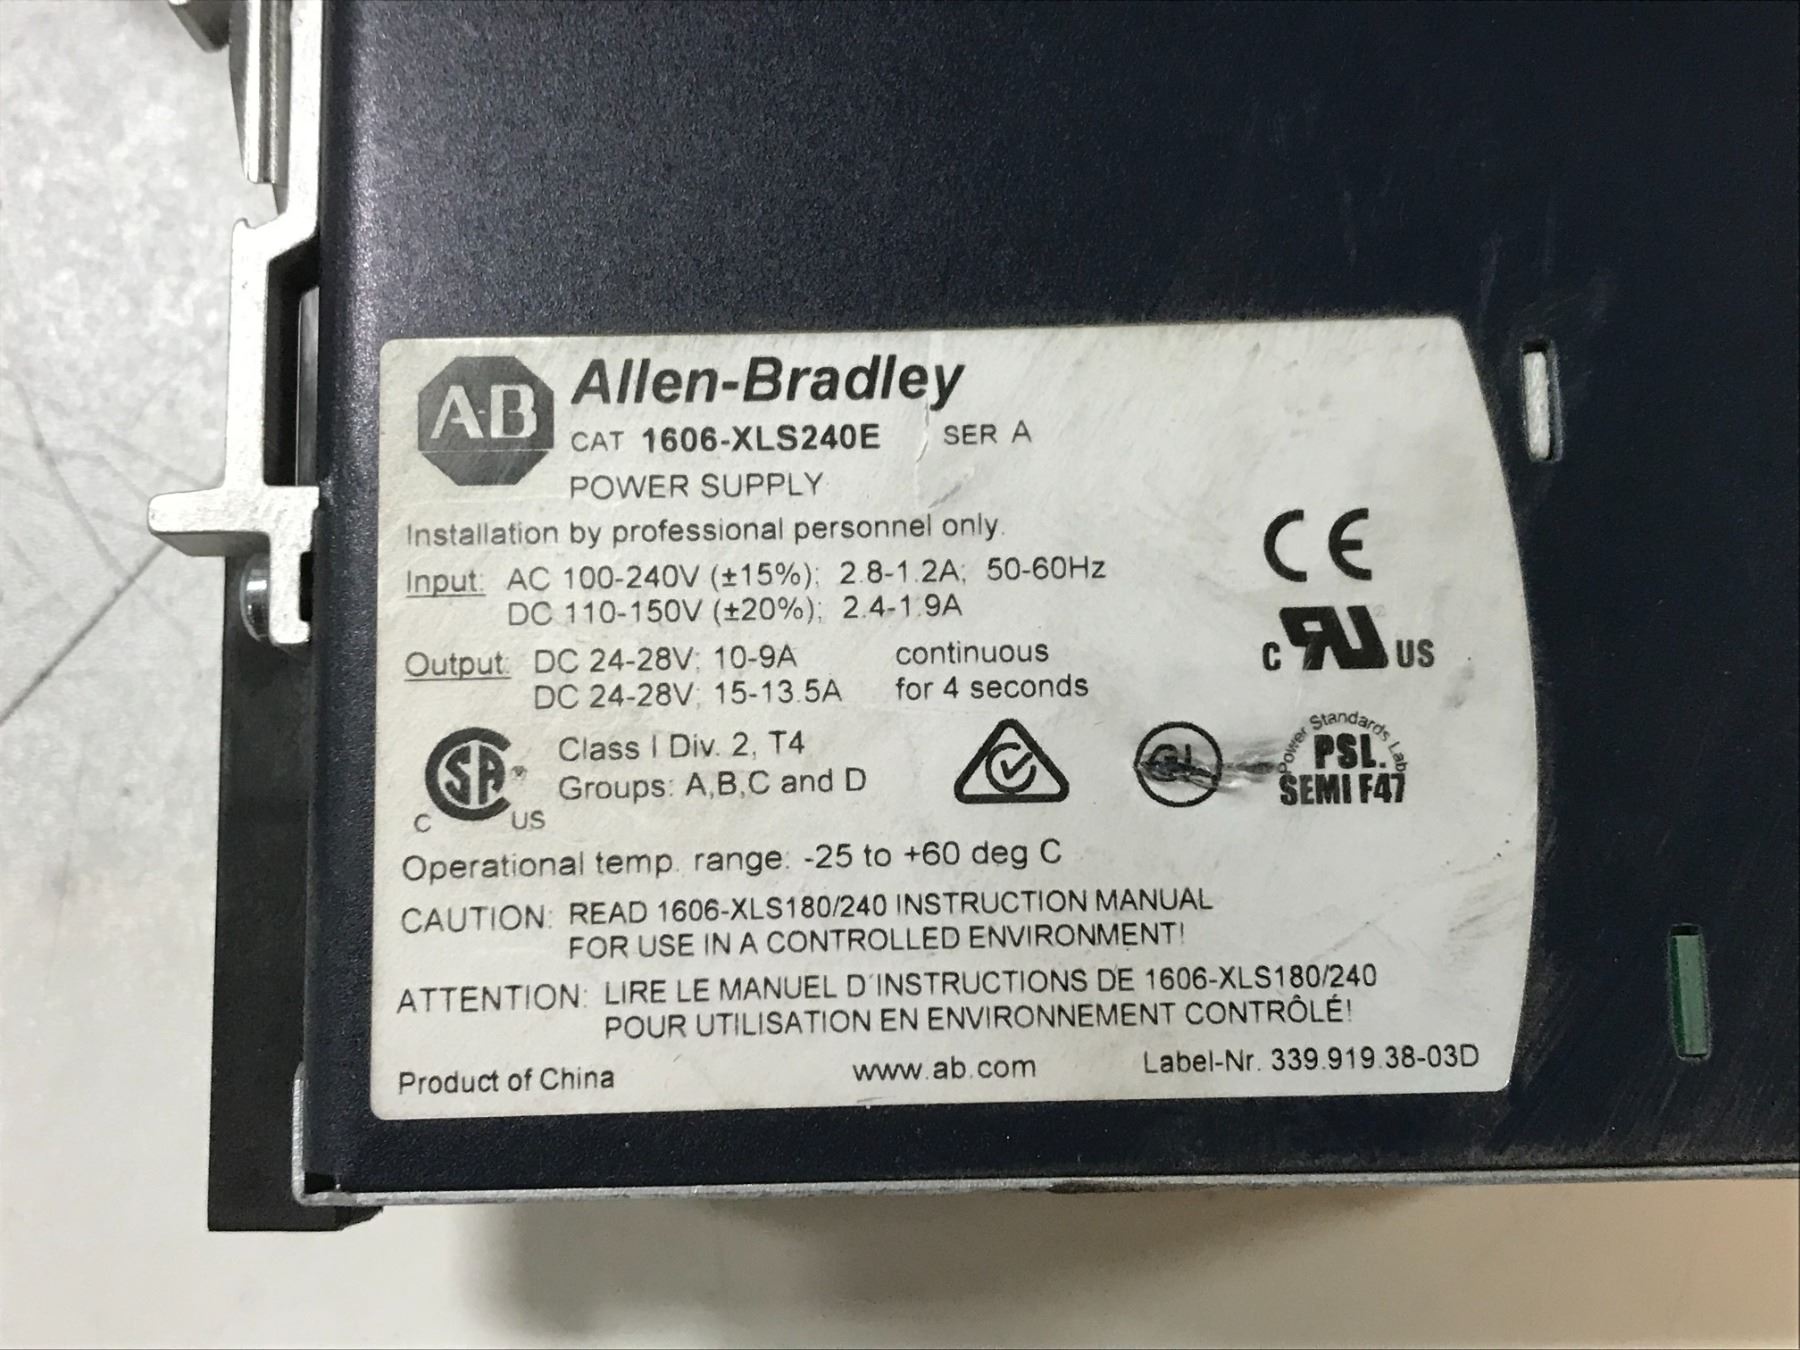 A-B Allen-Bradley
CAT 1606-XLS240E SER A
POWER SUPPLY
Installation by professional personnel only.
Input: AC 100-240V (±15%); 2.8-1.2A; 50-60Hz
DC 110-150V (±20%); 2.4-1.9A
Output: DC 24-28V; 10-9A continuous
DC 24-28V; 15-13.5A for 4 seconds
CE
C RU US
C SA US
Class I Div. 2, T4
Groups: A,B,C and D
GL
Power Standards Lab
PSL.
SEMI F47
Operational temp. range: -25 to +60 deg C
CAUTION: READ 1606-XLS180/240 INSTRUCTION MANUAL
FOR USE IN A CONTROLLED ENVIRONMENT!
ATTENTION: LIRE LE MANUEL D'INSTRUCTIONS DE 1606-XLS180/240
POUR UTILISATION EN ENVIRONNEMENT CONTRÔLÉ!
Product of China www.ab.com Label-Nr. 339.919.38-03D